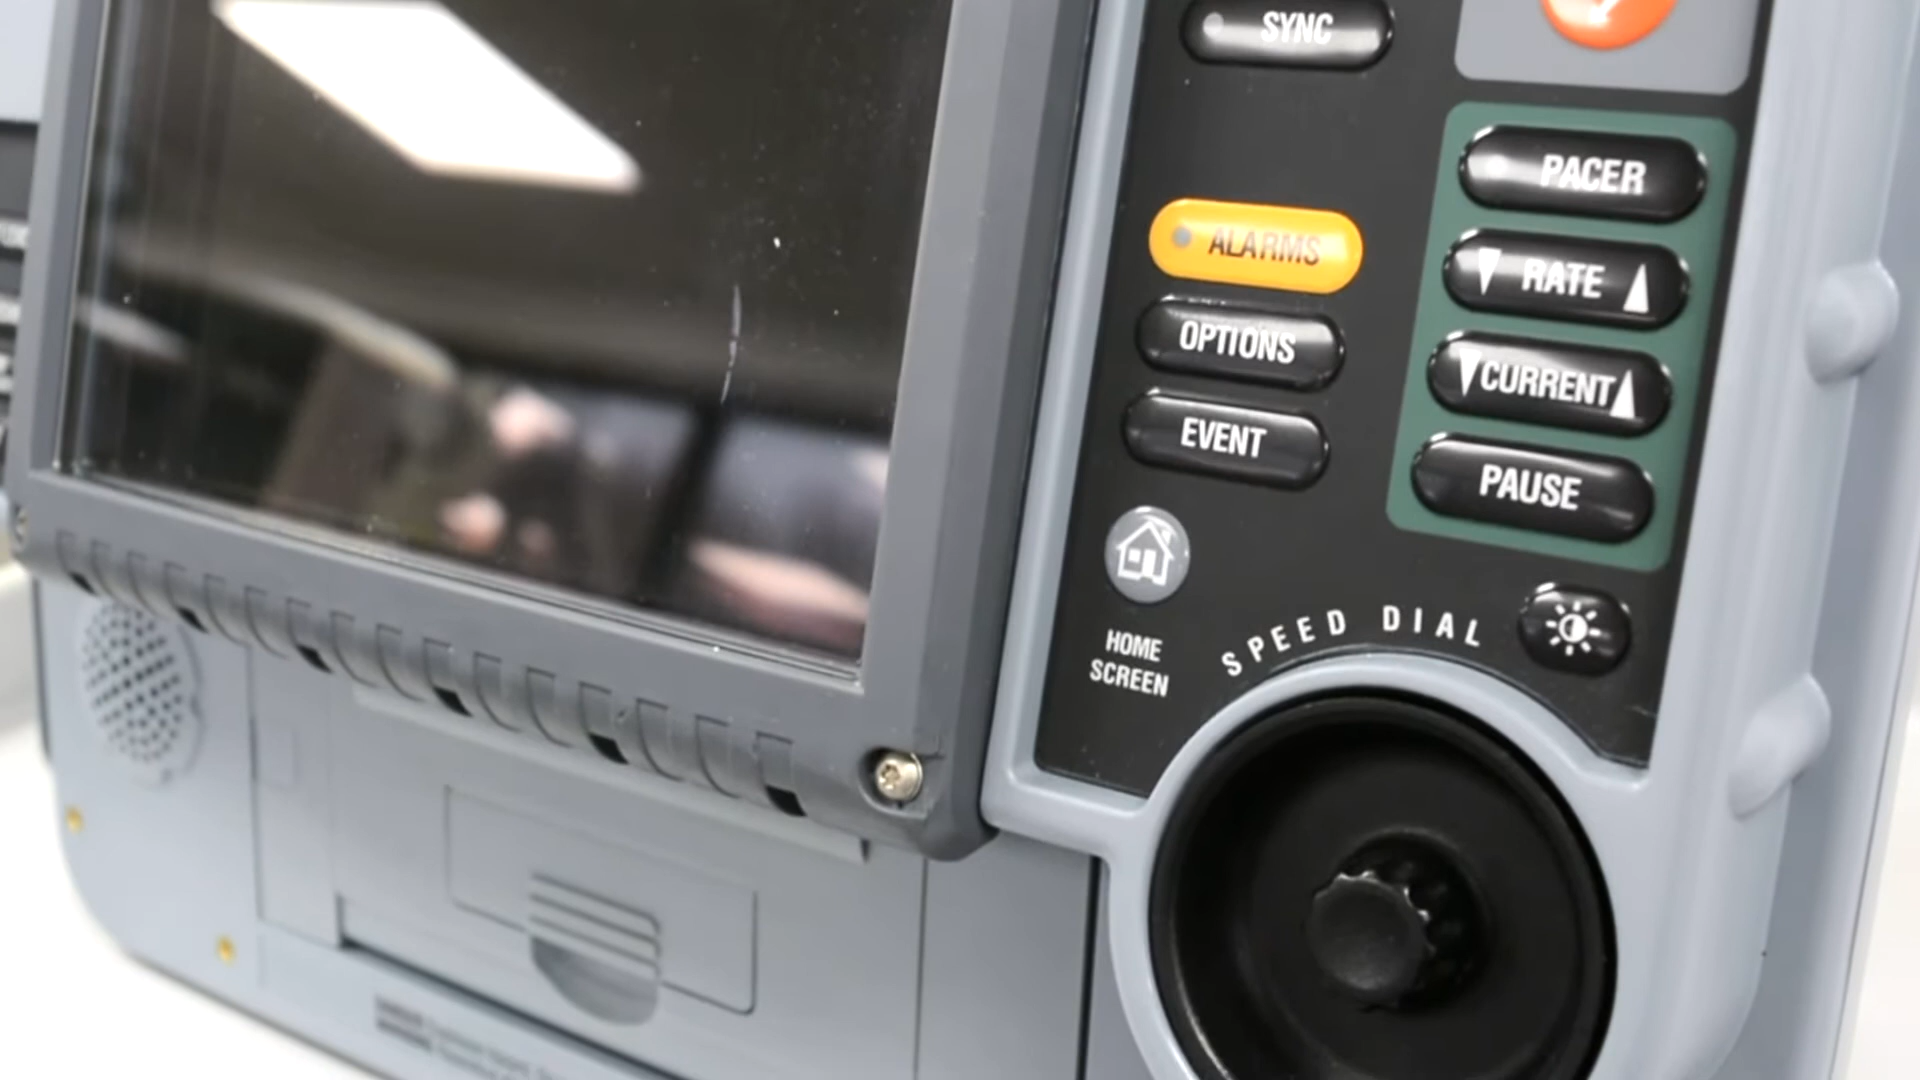 SYNC
PACER
ALARMS
RATE
OPTIONS
CURRENT
EVENT
PAUSE
HOME
SCREEN
SPEED DIAL